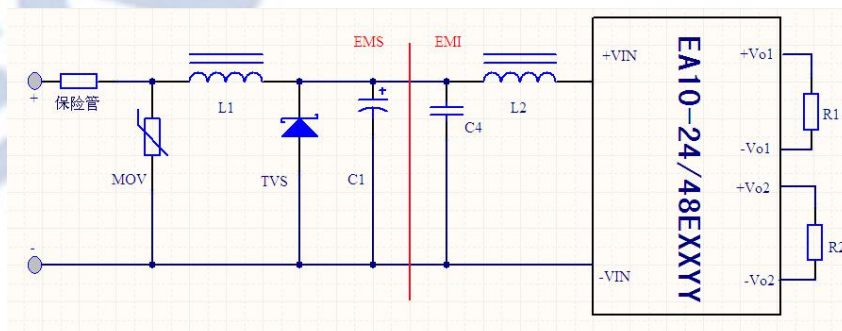 EMS
EMI
+VIN
+Vo1
+
保险管
L1
+
L2
C4
R1
MOV
TVS
C1
-Vo1
+Vo2
R2
-
-VIN
-Vo2
EA10-24/48EXXYY